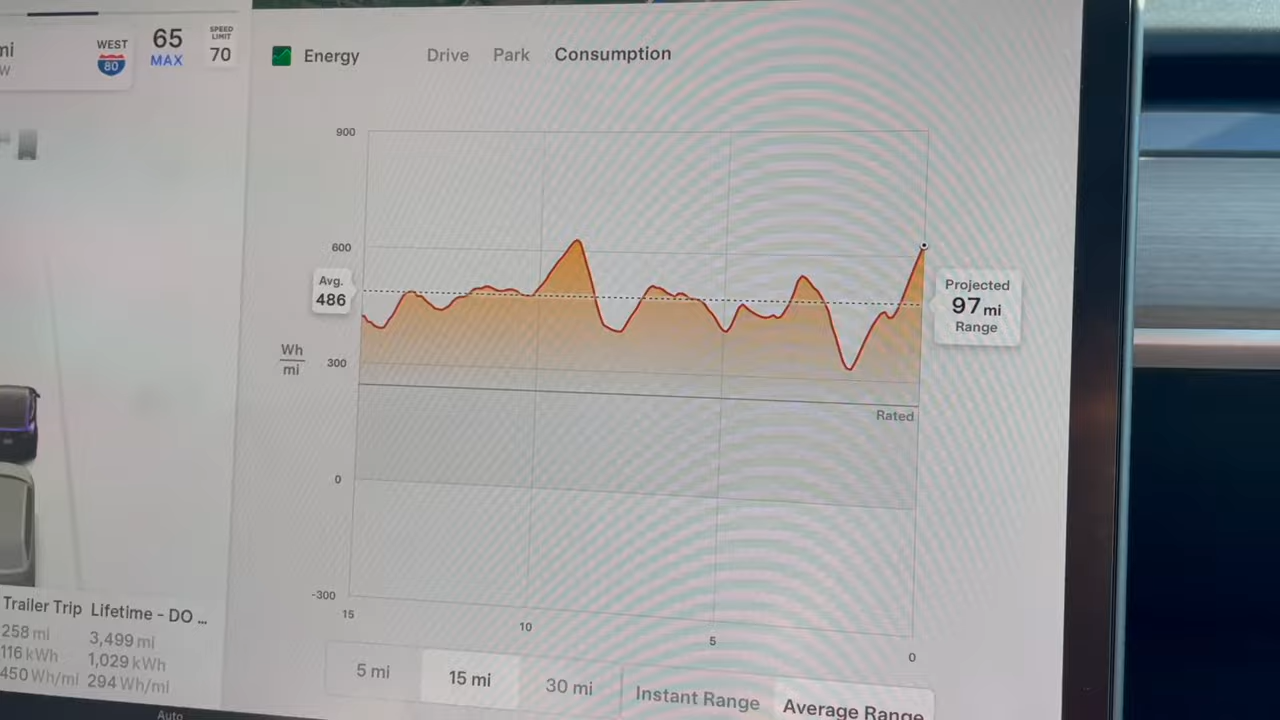 mi
W
WEST
80
65
MAX
SPEED
LIMIT
70
Energy
Drive Park Consumption
900
600
Avg.
486
Wh
mi
300
0
-300
Projected
97 mi
Range
Rated
15
10
5
0
5 mi 15 mi 30 mi Instant Range Average Range
Trailer Trip Lifetime - DO ...
258 mi 3,499 mi
116 kWh 1,029 kWh
450 Wh/mi 294 Wh/mi
Auto